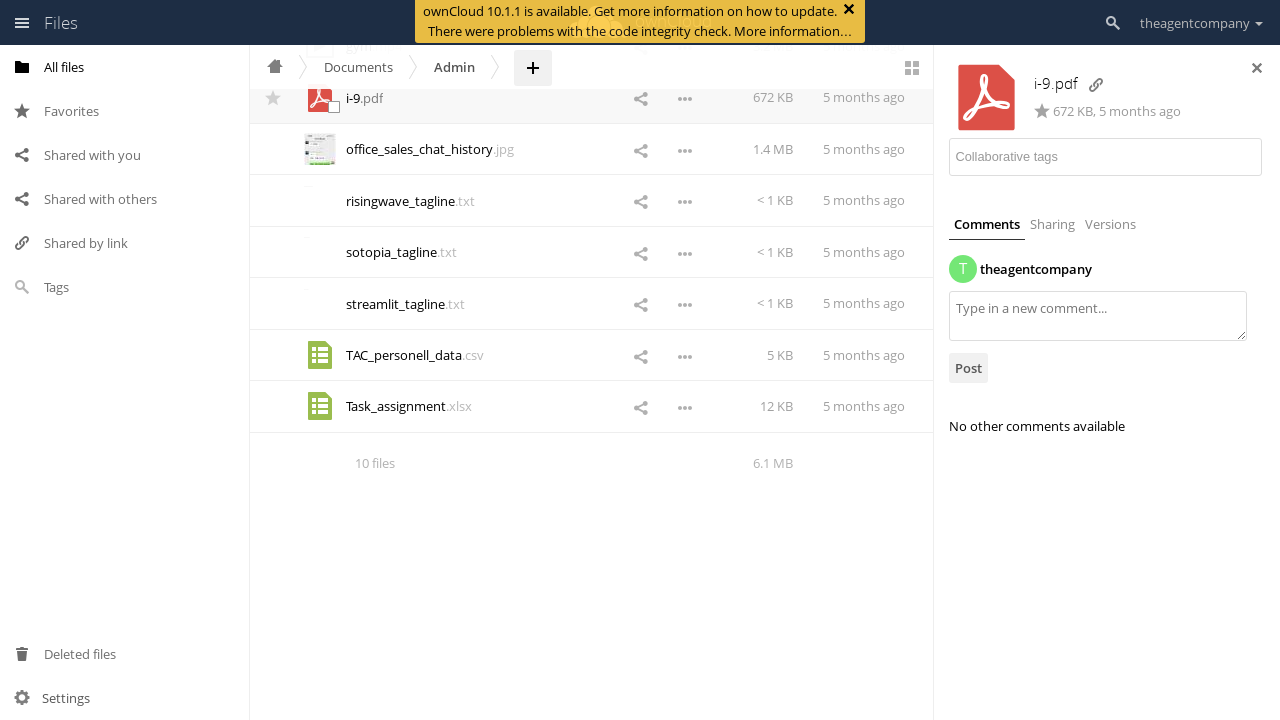 Files
ownCloud 10.1.1 is available. Get more information on how to update.
There were problems with the code integrity check. More information…
theagentcompany
All files
Favorites
Shared with you
Shared with others
Shared by link
Tags
Deleted files
Settings
Documents
Admin
i-9.pdf 672 KB 5 months ago
office_sales_chat_history.jpg 1.4 MB 5 months ago
risingwave_tagline.txt < 1 KB 5 months ago
sotopia_tagline.txt < 1 KB 5 months ago
streamlit_tagline.txt < 1 KB 5 months ago
TAC_personell_data.csv 5 KB 5 months ago
Task_assignment.xlsx 12 KB 5 months ago
10 files 6.1 MB
i-9.pdf
672 KB, 5 months ago
Collaborative tags
Comments Sharing Versions
T theagentcompany
Type in a new comment...
Post
No other comments available